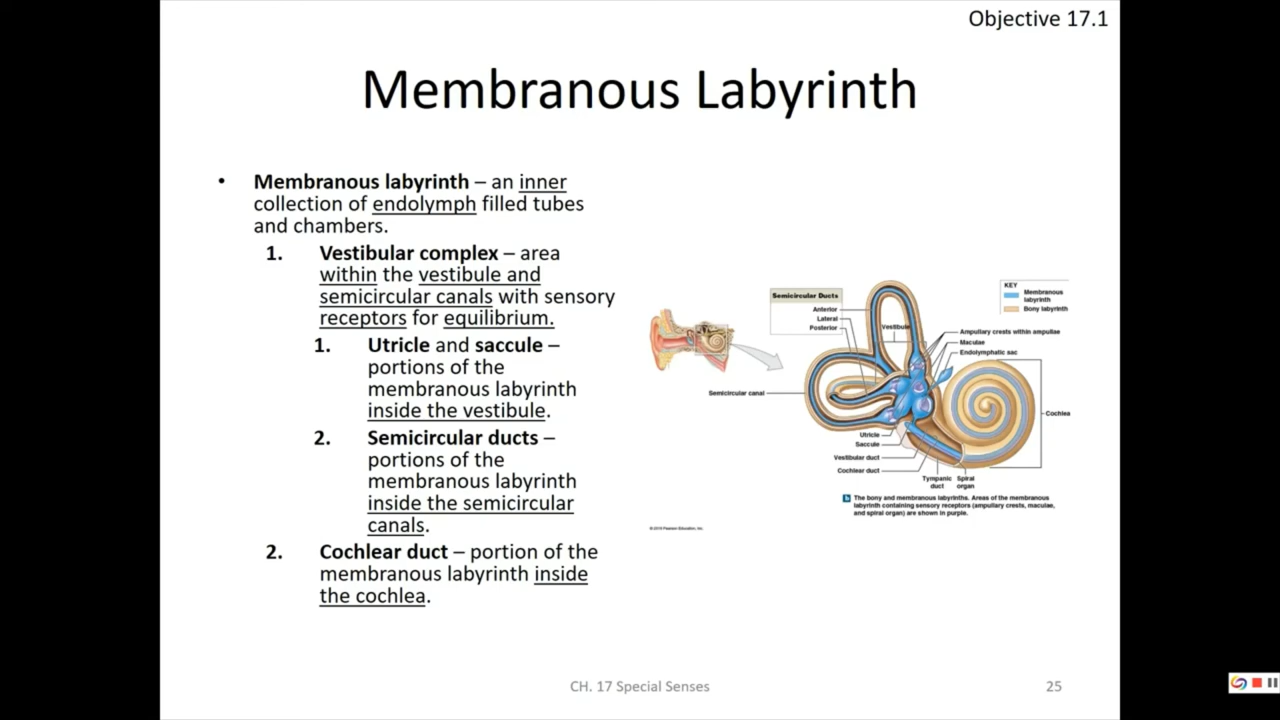 Objective 17.1
Membranous Labyrinth
• Membranous labyrinth – an inner
collection of endolymph filled tubes
and chambers.
1. Vestibular complex – area
within the vestibule and
semicircular canals with sensory
receptors for equilibrium.
1. Utricle and saccule –
portions of the
membranous labyrinth
inside the vestibule.
2. Semicircular ducts –
portions of the
membranous labyrinth
inside the semicircular
canals.
2. Cochlear duct – portion of the
membranous labyrinth inside
the cochlea.
Semicircular Ducts
Anterior
Lateral
Posterior
Vestibule
KEY
Membranous
labyrinth
Bony labyrinth
Ampullary crests within ampullae
Maculae
Endolymphatic sac
Semicircular canal
Cochlea
Utricle
Saccule
Vestibular duct
Cochlear duct
Tympanic
duct
Spiral
organ
b The bony and membranous labyrinths. Areas of the membranous
labyrinth containing sensory receptors (ampullary crests, maculae,
and spiral organ) are shown in purple.
Pearson Education, Inc.
CH. 17 Special Senses
25